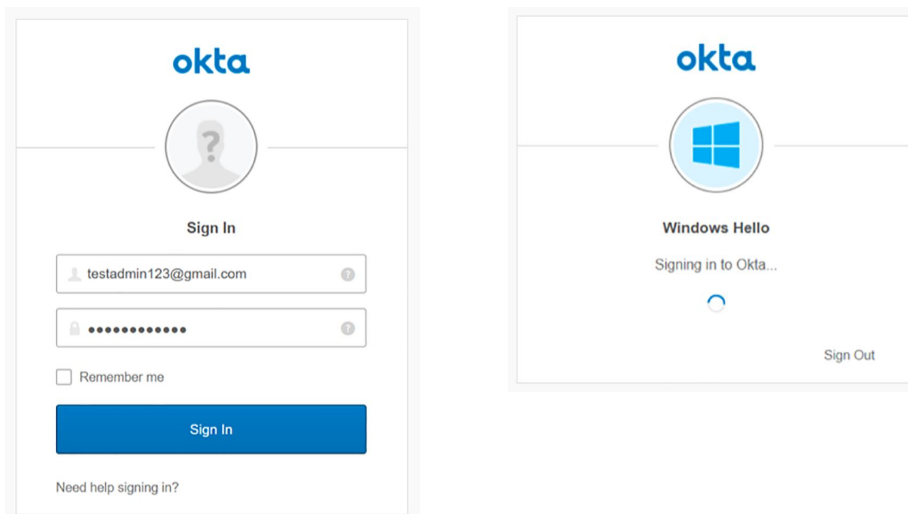 okta
Sign In
testadmin123@gmail.com
••••••••••••
Remember me
Sign In
Need help signing in?
okta
Windows Hello
Signing in to Okta...
Sign Out